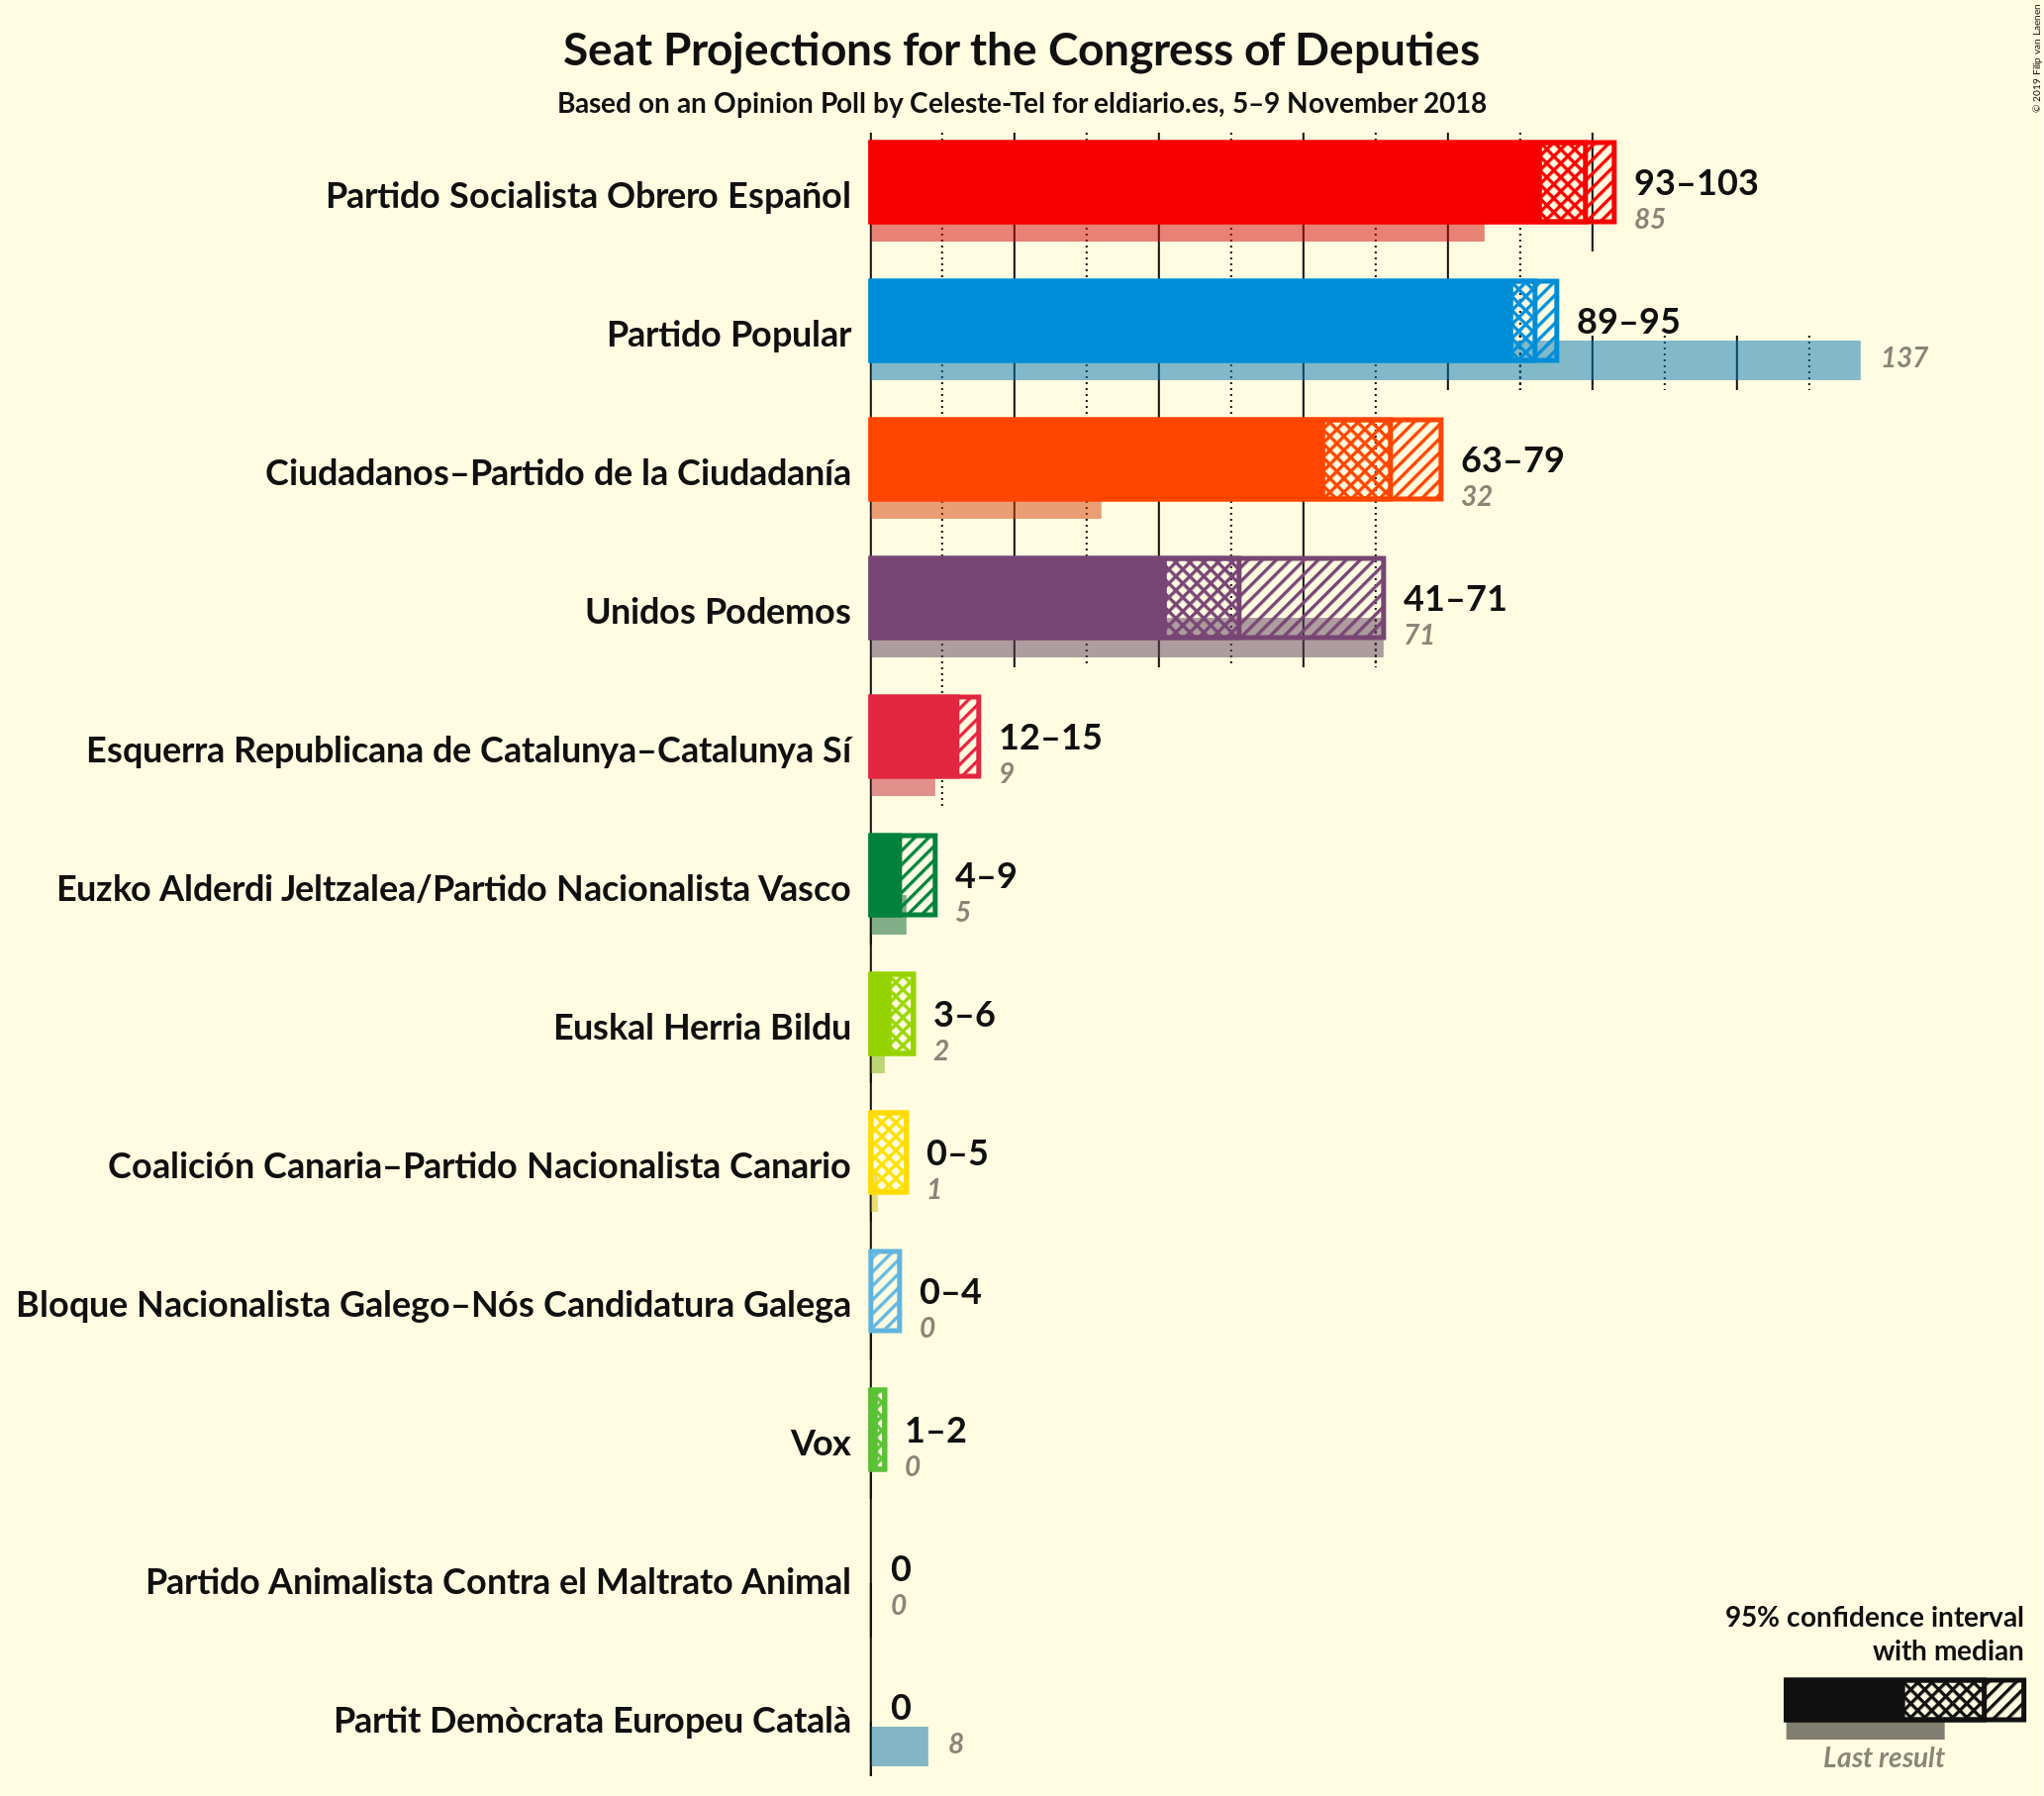 © 2019 Filip van Laenen
Seat Projections for the Congress of Deputies
Based on an Opinion Poll by Celeste-Tel for eldiario.es, 5–9 November 2018
Partido Socialista Obrero Español
93–103
85
Partido Popular
89–95
137
Ciudadanos–Partido de la Ciudadanía
63–79
32
Unidos Podemos
41–71
71
Esquerra Republicana de Catalunya–Catalunya Sí
12–15
9
Euzko Alderdi Jeltzalea/Partido Nacionalista Vasco
4–9
5
Euskal Herria Bildu
3–6
2
Coalición Canaria–Partido Nacionalista Canario
0–5
1
Bloque Nacionalista Galego–Nós Candidatura Galega
0–4
0
Vox
1–2
0
Partido Animalista Contra el Maltrato Animal
0
0
Partit Demòcrata Europeu Català
0
8
95% confidence interval
with median
Last result